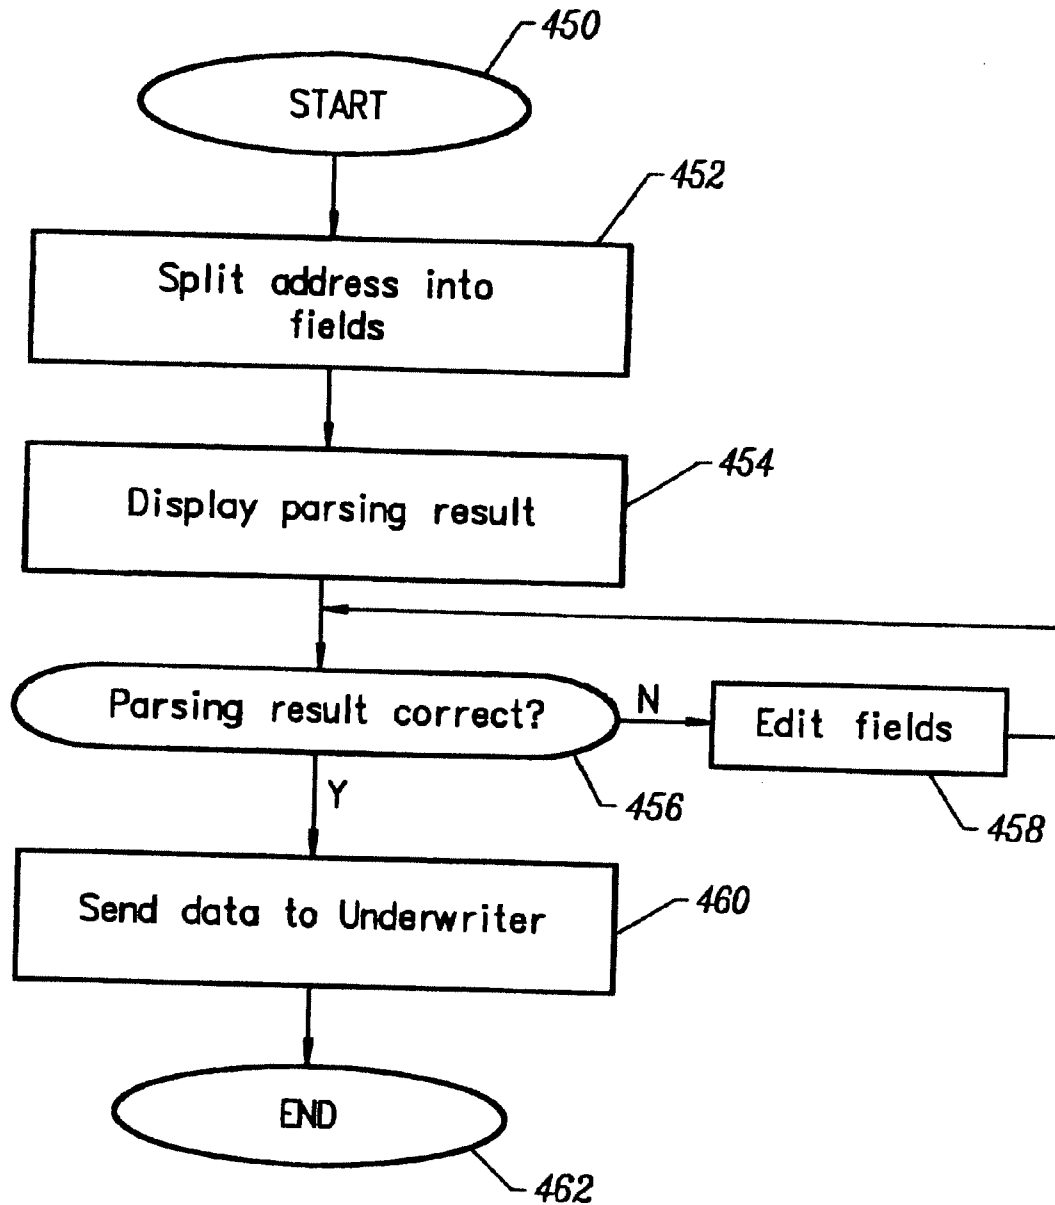 450
START
452
Split address into
fields
454
Display parsing result
Parsing result correct?
N
Edit fields
456
458
Y
Send data to Underwriter
460
END
462